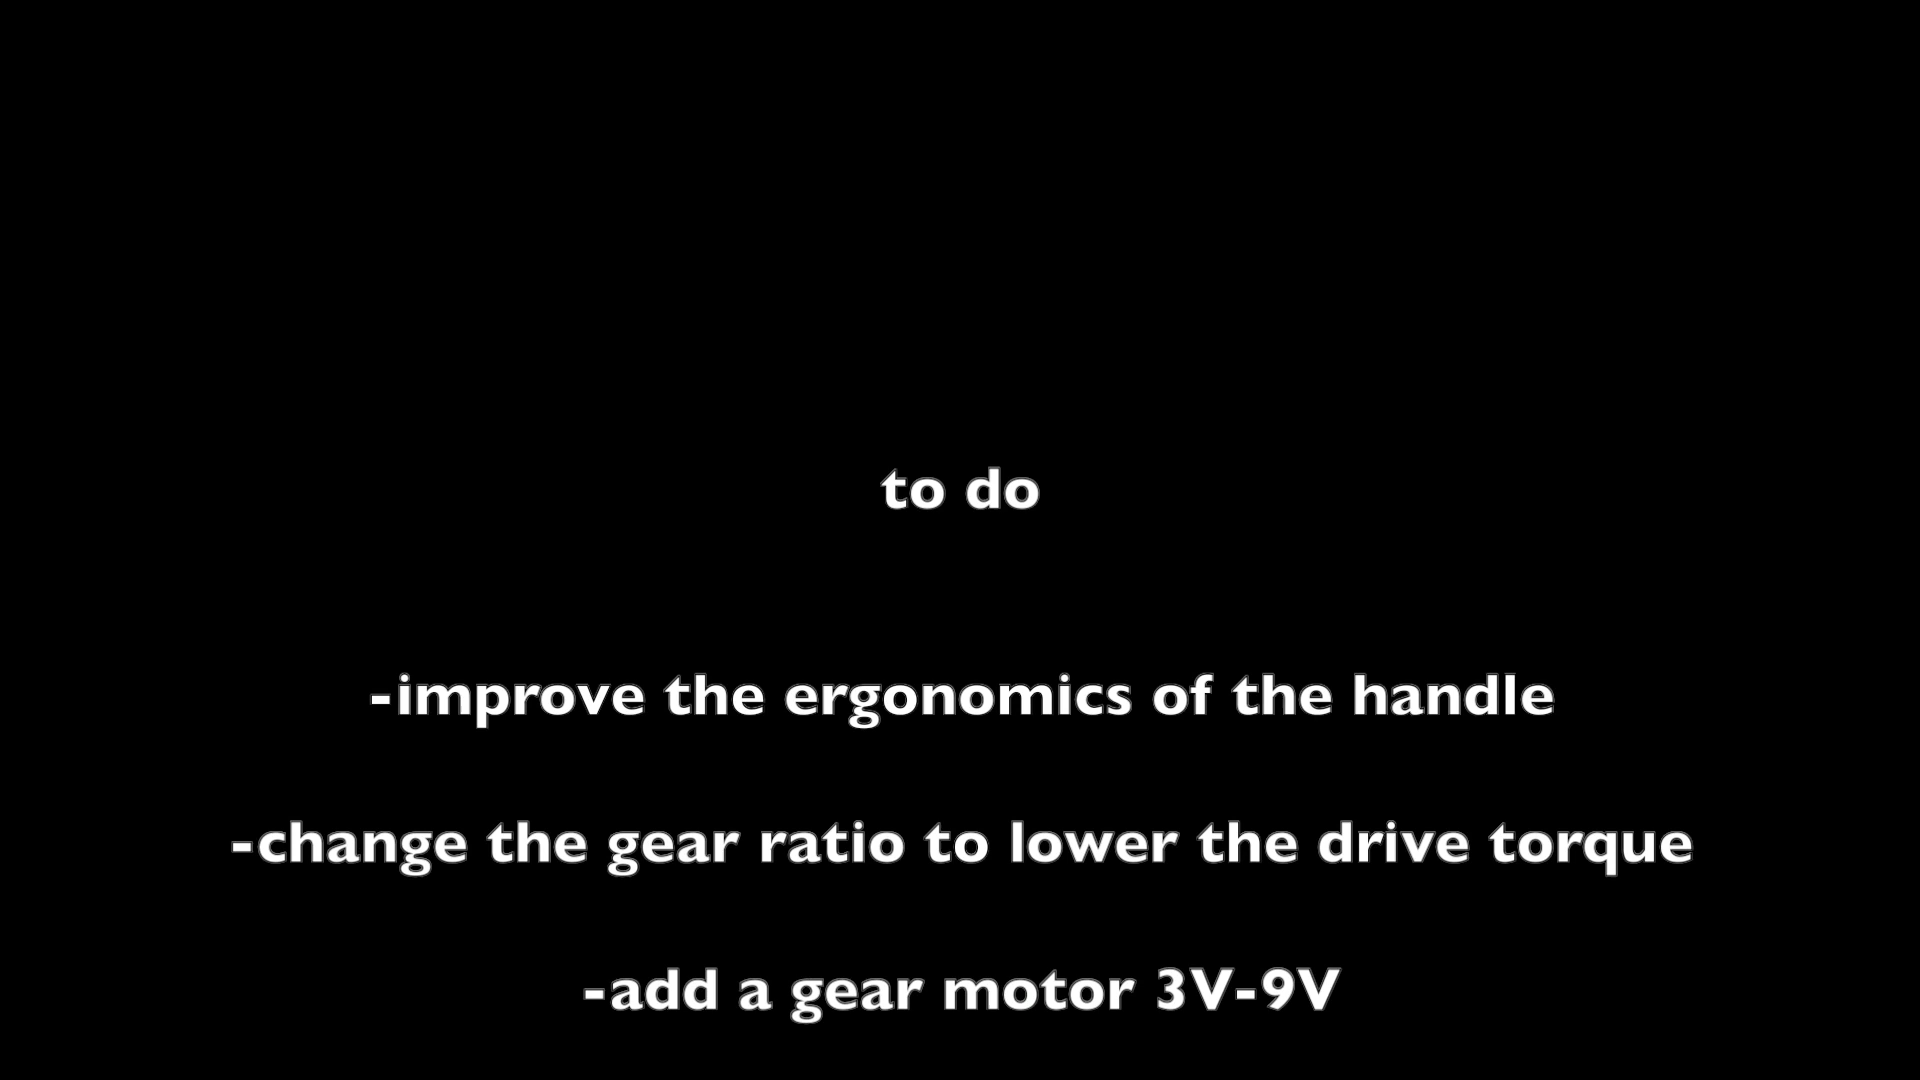 to do
-improve the ergonomics of the handle
-change the gear ratio to lower the drive torque
-add a gear motor 3V-9V